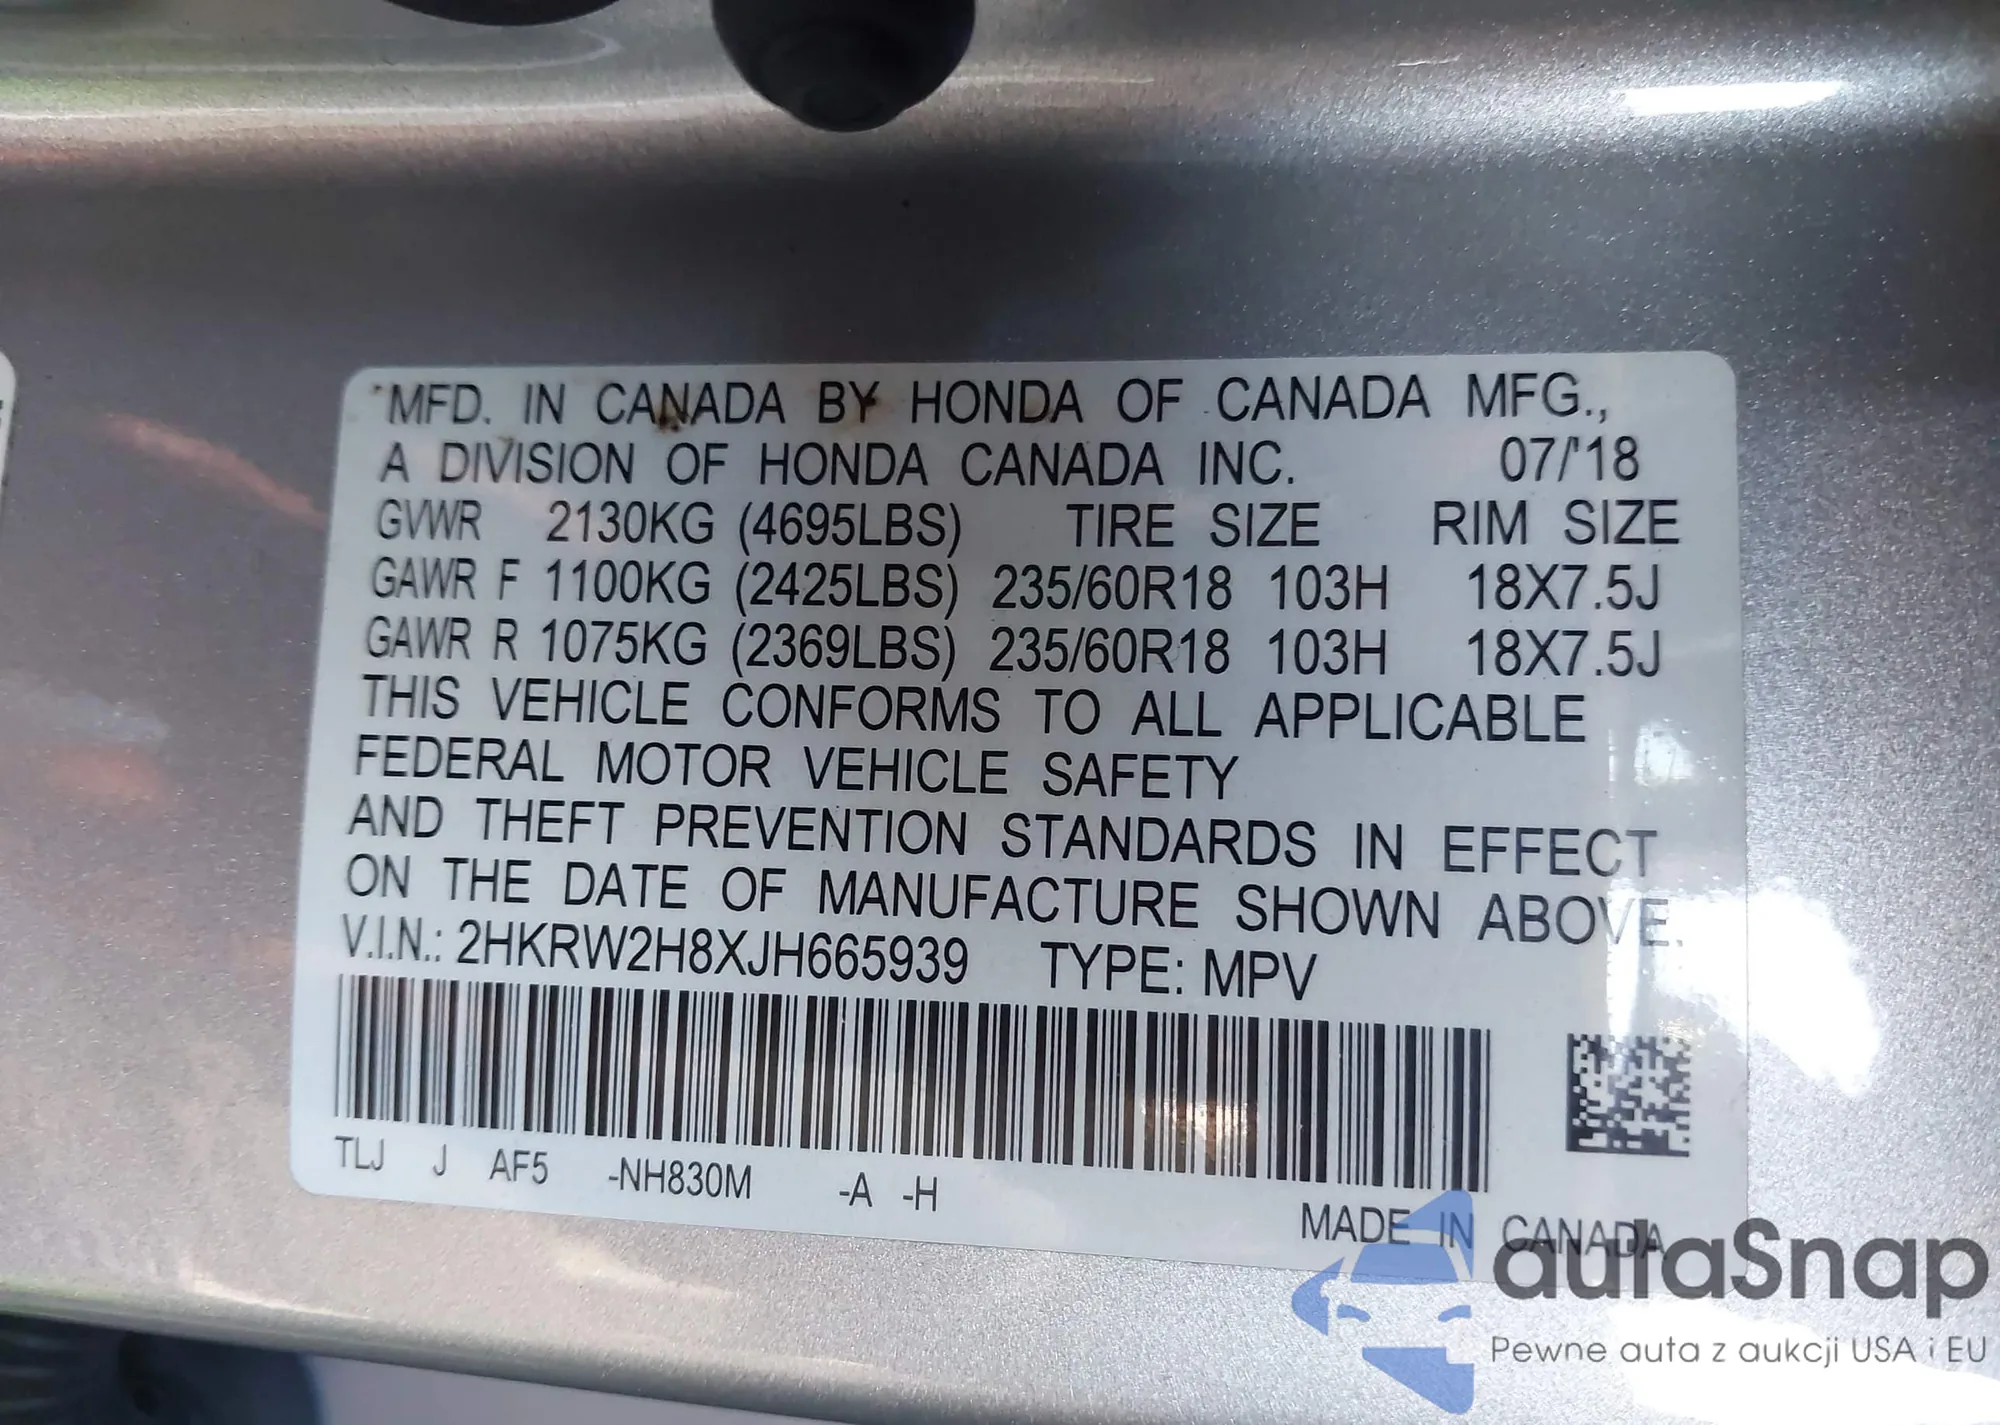 MFD. IN CANADA BY HONDA OF CANADA MFG.,
A DIVISION OF HONDA CANADA INC. 07/'18
GVWR 2130KG (4695LBS) TIRE SIZE RIM SIZE
GAWR F 1100KG (2425LBS) 235/60R18 103H 18X7.5J
GAWR R 1075KG (2369LBS) 235/60R18 103H 18X7.5J
THIS VEHICLE CONFORMS TO ALL APPLICABLE
FEDERAL MOTOR VEHICLE SAFETY
AND THEFT PREVENTION STANDARDS IN EFFECT
ON THE DATE OF MANUFACTURE SHOWN ABOVE.
V.I.N.: 2HKRW2H8XJH665939 TYPE: MPV
TLJ J AF5 -NH830M -A -H
MADE IN CANADA
autaSnap
Pewne auta z aukcji USA i EU